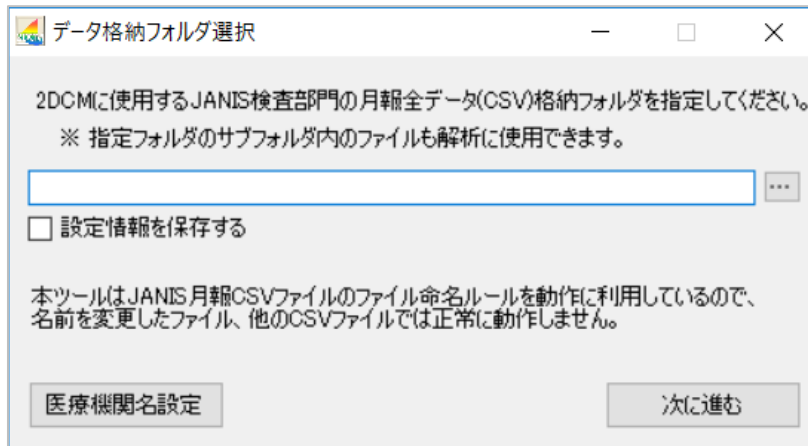 データ格納フォルダ選択
2DCMに使用するJANIS検査部門の月報全データ(CSV)格納フォルダを指定してください。
※ 指定フォルダのサブフォルダ内のファイルも解析に使用できます。
...
設定情報を保存する
本ツールはJANIS月報CSVファイルのファイル命名ルールを動作に利用しているので、
名前を変更したファイル、他のCSVファイルでは正常に動作しません。
医療機関名設定
次に進む